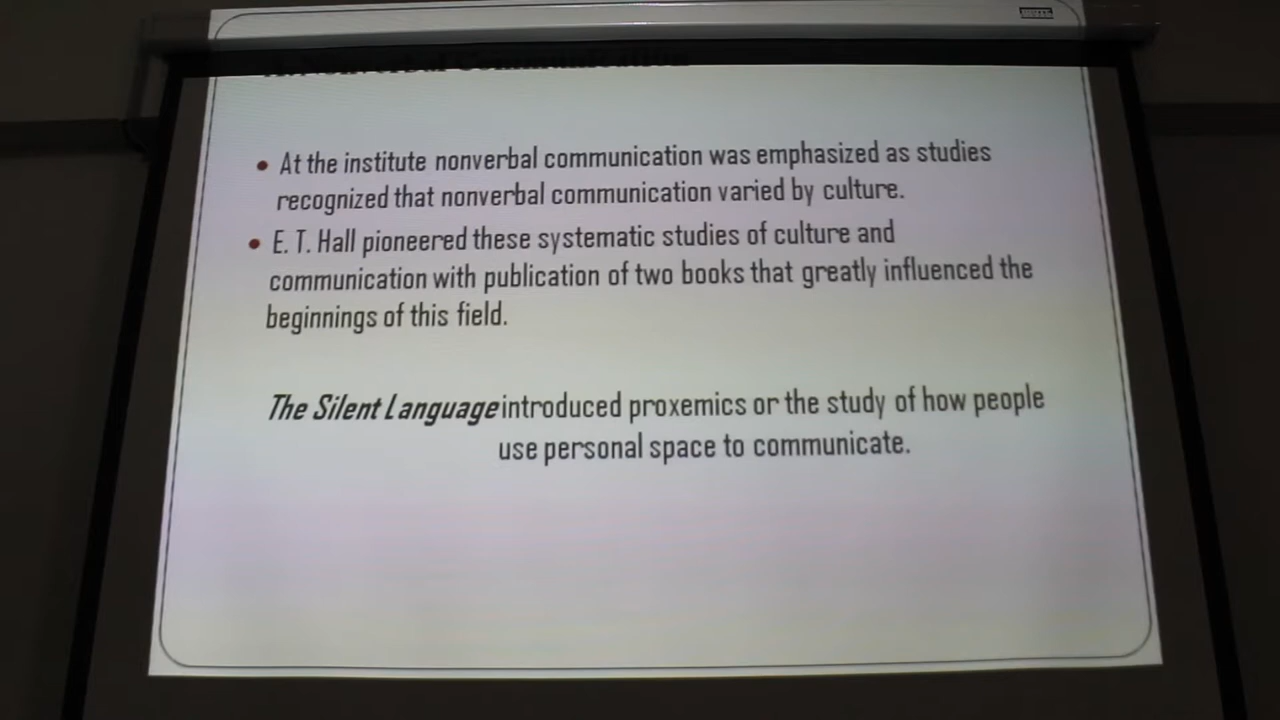 Nonverbal Communication
• At the institute nonverbal communication was emphasized as studies
recognized that nonverbal communication varied by culture.
• E. T. Hall pioneered these systematic studies of culture and
communication with publication of two books that greatly influenced the
beginnings of this field.
The Silent Language introduced proxemics or the study of how people
use personal space to communicate.